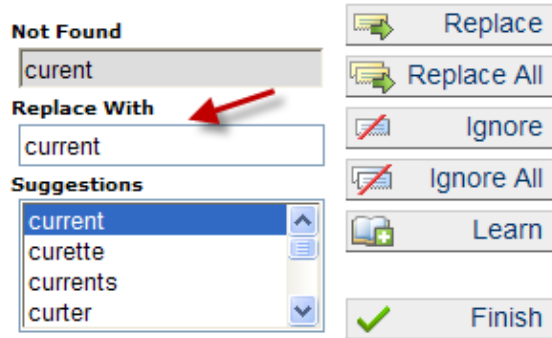 Not Found
curent
Replace With
current
Suggestions
current
curette
currents
curter
Replace
Replace All
Ignore
Ignore All
Learn
Finish